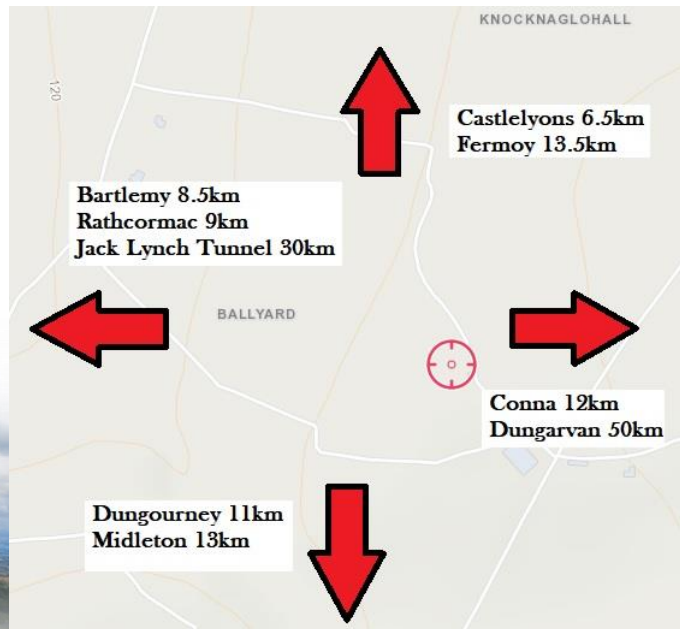 KNOCKNAGLOHALL
120
Castlelyons 6.5km
Fermoy 13.5km
Bartlemy 8.5km
Rathcormac 9km
Jack Lynch Tunnel 30km
BALLYARD
Conna 12km
Dungarvan 50km
Dungourney 11km
Midleton 13km